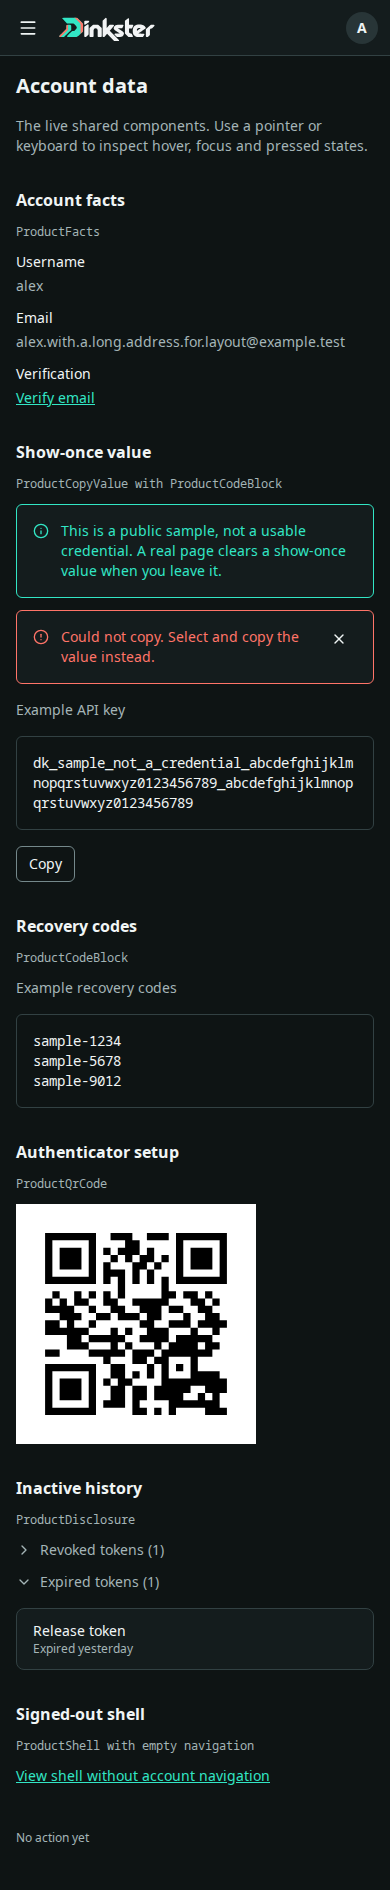 Dinkster
A
Account data
The live shared components. Use a pointer or
keyboard to inspect hover, focus and pressed states.
Account facts
ProductFacts
Username
alex
Email
alex.with.a.long.address.for.layout@example.test
Verification
Verify email
Show-once value
ProductCopyValue with ProductCodeBlock
This is a public sample, not a usable
credential. A real page clears a show-once
value when you leave it.
Could not copy. Select and copy the
value instead.
Example API key
dk_sample_not_a_credential_abcdefghijklm
nopqrstuvwxyz0123456789_abcdefghijklmnop
qrstuvwxyz0123456789
Copy
Recovery codes
ProductCodeBlock
Example recovery codes
sample-1234
sample-5678
sample-9012
Authenticator setup
ProductQrCode
Inactive history
ProductDisclosure
Revoked tokens (1)
Expired tokens (1)
Release token
Expired yesterday
Signed-out shell
ProductShell with empty navigation
View shell without account navigation
No action yet